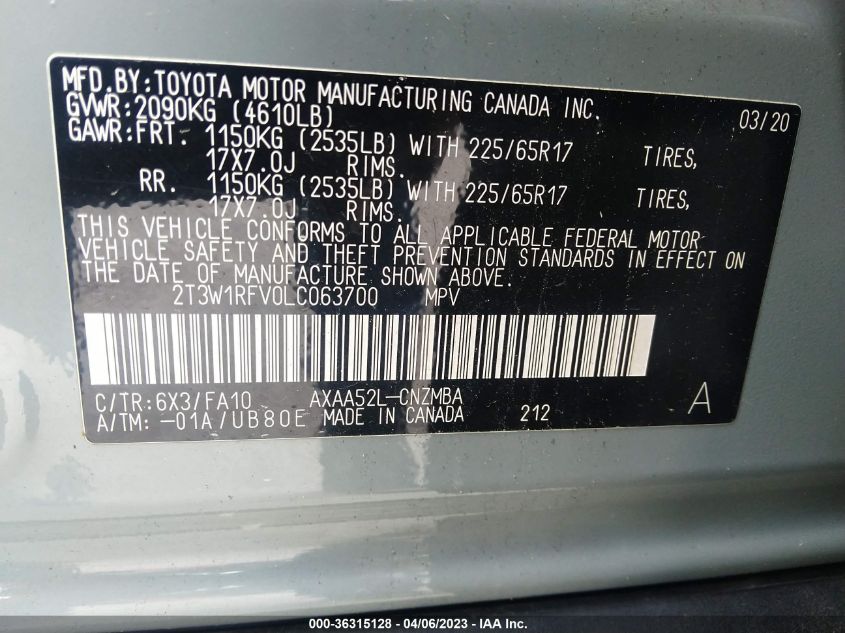 MFD.BY:TOYOTA MOTOR MANUFACTURING CANADA INC. 03/20
GVWR:2090KG (4610LB)
GAWR:FRT. 1150KG (2535LB) WITH 225/65R17 TIRES,
17X7.0J RIMS.
RR. 1150KG (2535LB) WITH 225/65R17 TIRES,
17X7.0J RIMS.
THIS VEHICLE CONFORMS TO ALL APPLICABLE FEDERAL MOTOR
VEHICLE SAFETY AND THEFT PREVENTION STANDARDS IN EFFECT ON
THE DATE OF MANUFACTURE SHOWN ABOVE.
2T3W1RFV0LC063700 MPV
C/TR:6X3/FA10 AXAA52L-CNZMBA
A/TM: -01A/UB80E MADE IN CANADA 212 A
000-36315128 - 04/06/2023 - IAA Inc.